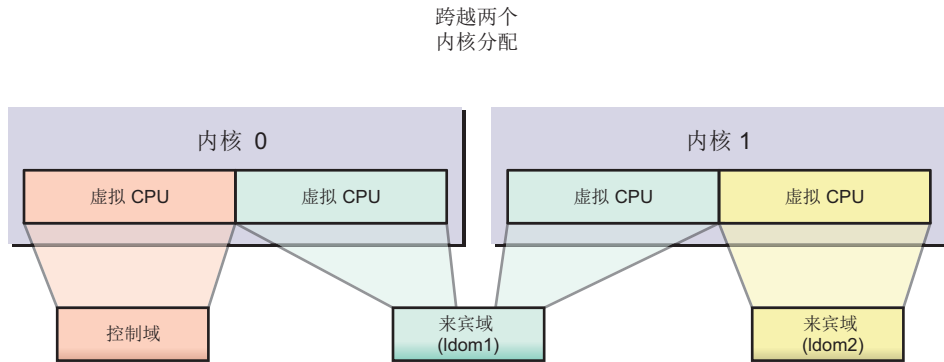 跨越两个
内核分配
内核 0
内核 1
虚拟 CPU
虚拟 CPU
虚拟 CPU
虚拟 CPU
控制域
来宾域
(ldom1)
来宾域
(ldom2)